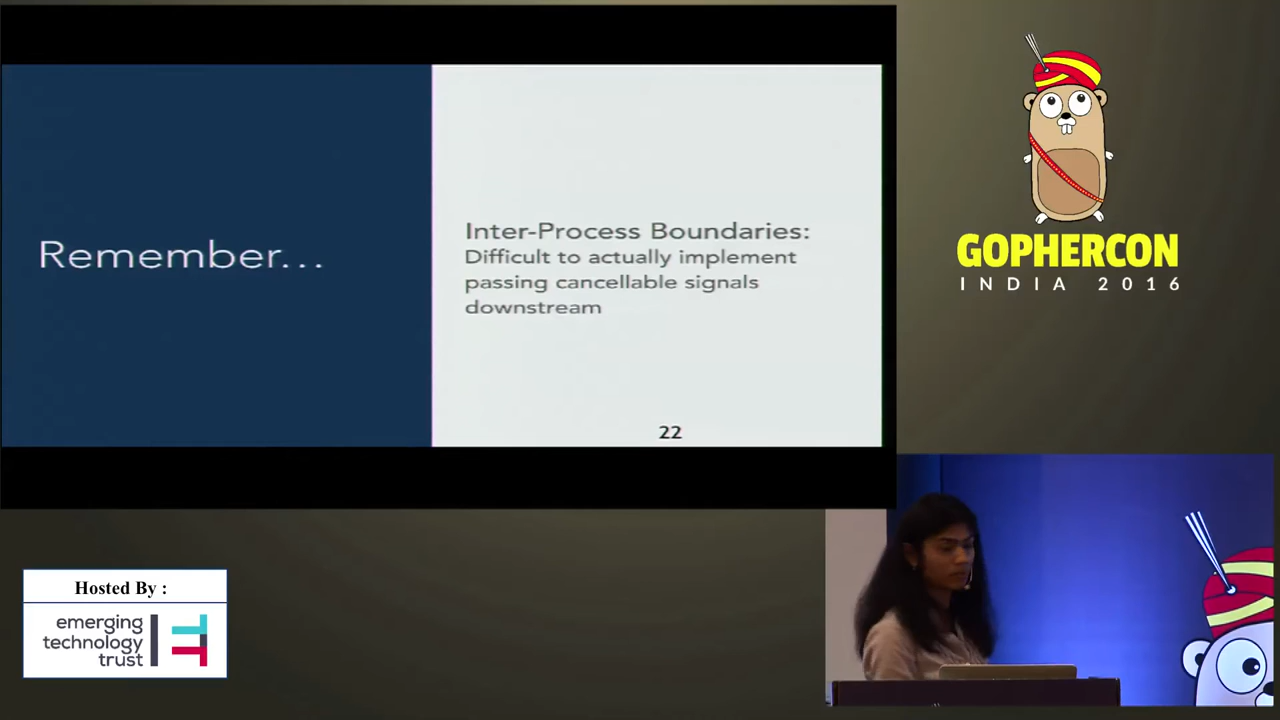 Remember...
Inter-Process Boundaries:
Difficult to actually implement
passing cancellable signals
downstream
22
GOPHERCON
INDIA 2016
Hosted By :
emerging
technology
trust